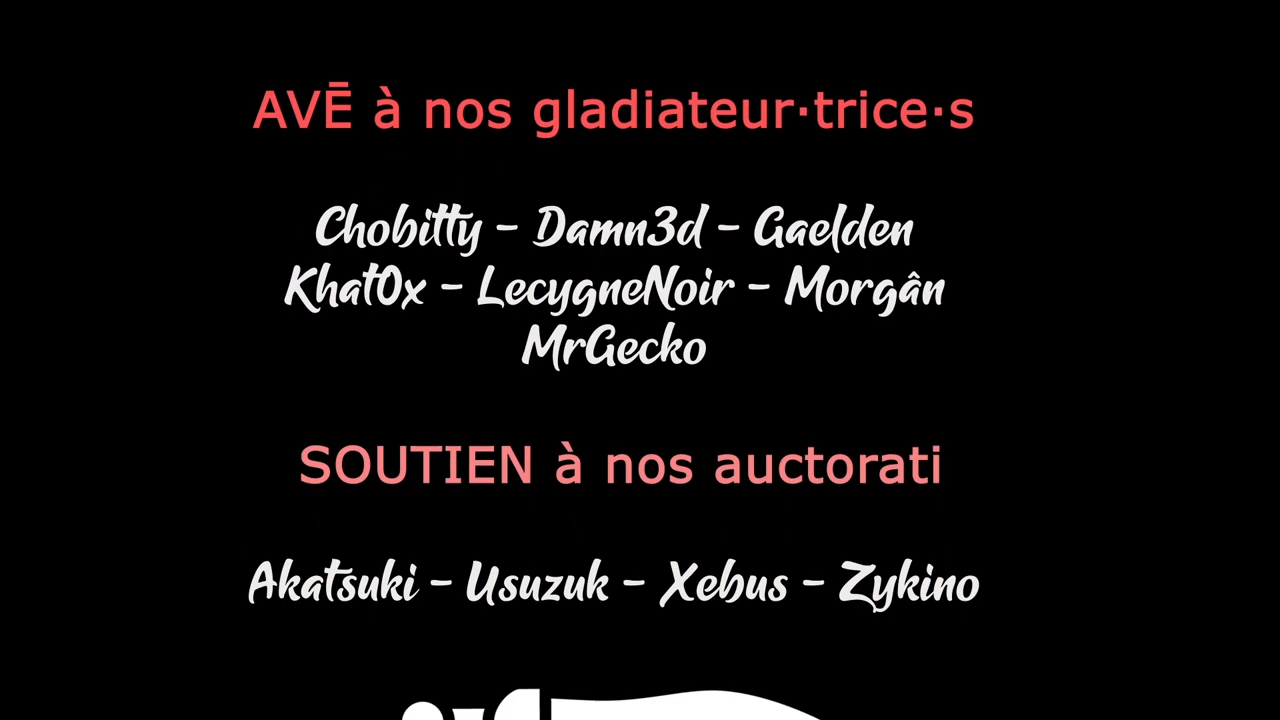 AVĒ à nos gladiateur·trice·s
Chobitty - Damn3d - Gaelden
Khat0x - LecygneNoir - Morgân
MrGecko
SOUTIEN à nos auctorati
Akatsuki - Usuzuk - Xebus - Zykino